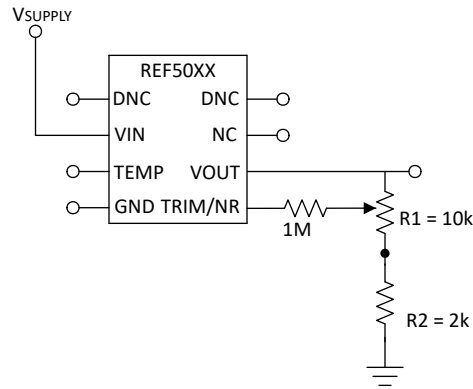 VSUPPLY
REF50XX
DNC DNC
VIN NC
TEMP VOUT
GND TRIM/NR
1M
R1 = 10k
R2 = 2k